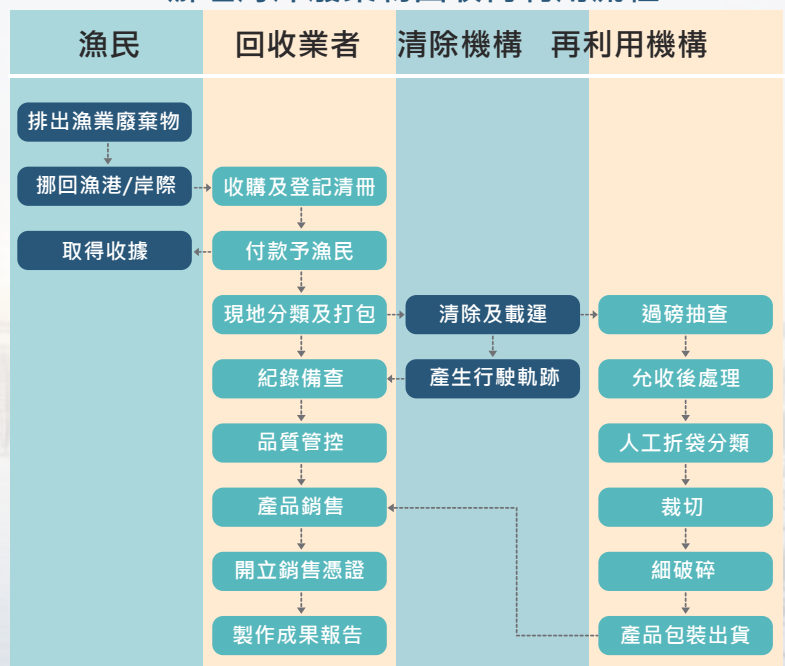 漁民 回收業者 清除機構 再利用機構
排出漁業廢棄物
挪回漁港/岸際 收購及登記清冊
取得收據 付款予漁民
現地分類及打包 清除及載運 過磅抽查
紀錄備查 產生行駛軌跡 允收後處理
品質管控 人工折袋分類
產品銷售 裁切
開立銷售憑證 細破碎
製作成果報告 產品包裝出貨